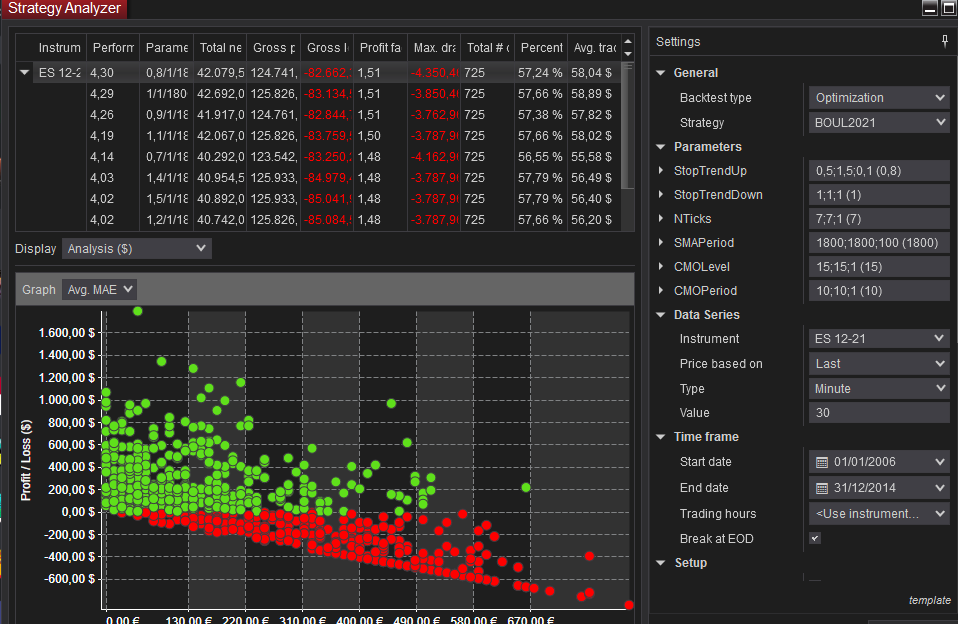 Strategy Analyzer
Instrum Perform Parame Total ne Gross p Gross l Profit fa Max. dra Total # o Percent Avg. trac
ES 12-2 4,30 0,8/1/18 42.079,5 124.741, -82.662, 1,51 -4.350,4 725 57,24 % 58,04 $
4,29 1/1/180 42.692,0 125.826, -83.134, 1,51 -3.850,4 725 57,66 % 58,89 $
4,26 0,9/1/18 41.917,0 124.761, -82.844, 1,51 -3.762,9 725 57,38 % 57,82 $
4,19 1,1/1/18 42.067,0 125.826, -83.759, 1,50 -3.787,9 725 57,66 % 58,02 $
4,14 0,7/1/18 40.292,0 123.542, -83.250, 1,48 -4.162,9 725 56,55 % 55,58 $
4,03 1,4/1/18 40.954,5 125.933, -84.979, 1,48 -3.787,9 725 57,79 % 56,49 $
4,02 1,5/1/18 40.892,0 125.933, -85.041, 1,48 -3.787,9 725 57,79 % 56,40 $
4,02 1,2/1/18 40.742,0 125.826, -85.084, 1,48 -3.787,9 725 57,66 % 56,20 $
Display Analysis ($)
Graph Avg. MAE
Profit / Loss ($)
1.600,00 $
1.400,00 $
1.200,00 $
1.000,00 $
800,00 $
600,00 $
400,00 $
200,00 $
0,00 $
-200,00 $
-400,00 $
-600,00 $
0,00 € 130,00 € 220,00 € 310,00 € 400,00 € 490,00 € 580,00 € 670,00 €
Settings
General
Backtest type Optimization
Strategy BOUL2021
Parameters
StopTrendUp 0,5;1,5;0,1 (0,8)
StopTrendDown 1;1;1 (1)
NTicks 7;7;1 (7)
SMAPeriod 1800;1800;100 (1800)
CMOLevel 15;15;1 (15)
CMOPeriod 10;10;1 (10)
Data Series
Instrument ES 12-21
Price based on Last
Type Minute
Value 30
Time frame
Start date 01/01/2006
End date 31/12/2014
Trading hours <Use instrument...
Break at EOD
Setup
template